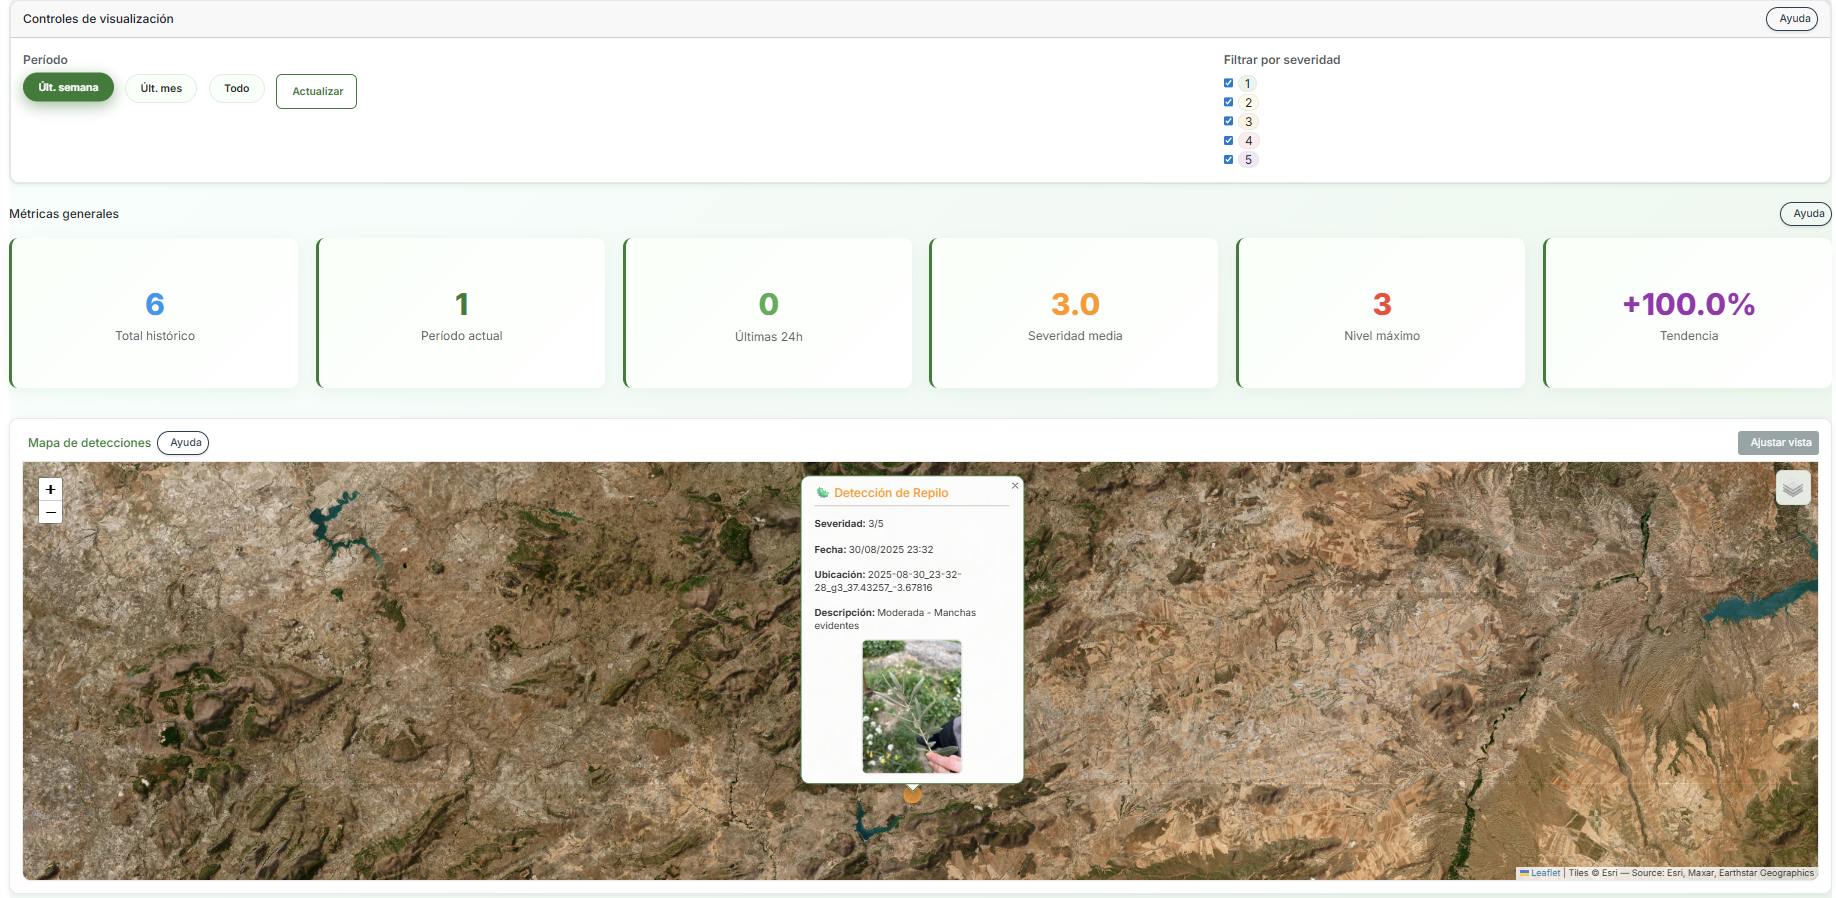 Controles de visualización
Ayuda
Período
Últ. semana
Últ. mes
Todo
Actualizar
Filtrar por severidad
1
2
3
4
5
Métricas generales
Ayuda
6
Total histórico
1
Período actual
0
Últimas 24h
3.0
Severidad media
3
Nivel máximo
+100.0%
Tendencia
Mapa de detecciones
Ayuda
Ajustar vista
+
−
×
Detección de Repilo
Severidad: 3/5
Fecha: 30/08/2025 23:32
Ubicación: 2025-08-30_23-32-
28_g3_37.43257_-3.67816
Descripción: Moderada - Manchas
evidentes
Leaflet | Tiles © Esri — Source: Esri, Maxar, Earthstar Geographics